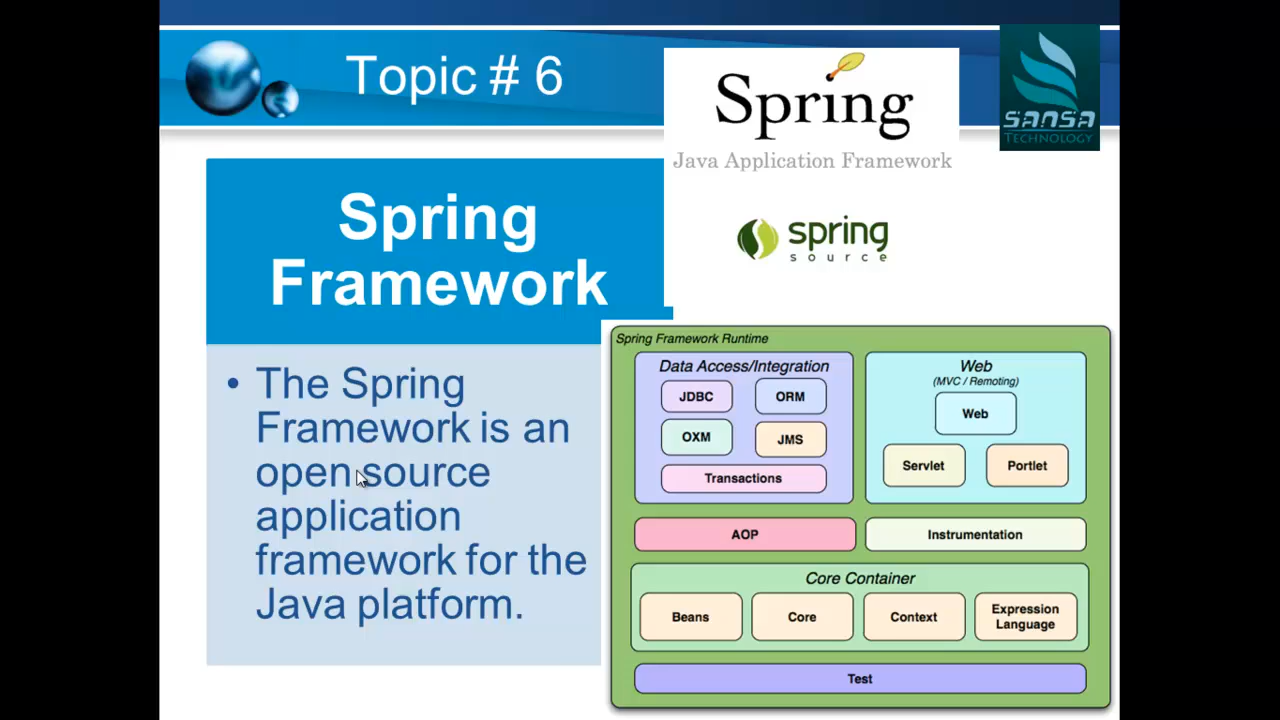 Topic # 6
Spring
Java Application Framework
SANSA
TECHNOLOGY
spring
source
Spring
Framework
• The Spring
Framework is an
open source
application
framework for the
Java platform.
Spring Framework Runtime
Data Access/Integration
JDBC
ORM
OXM
JMS
Transactions
Web
(MVC / Remoting)
Web
Servlet
Portlet
AOP
Instrumentation
Core Container
Beans
Core
Context
Expression
Language
Test